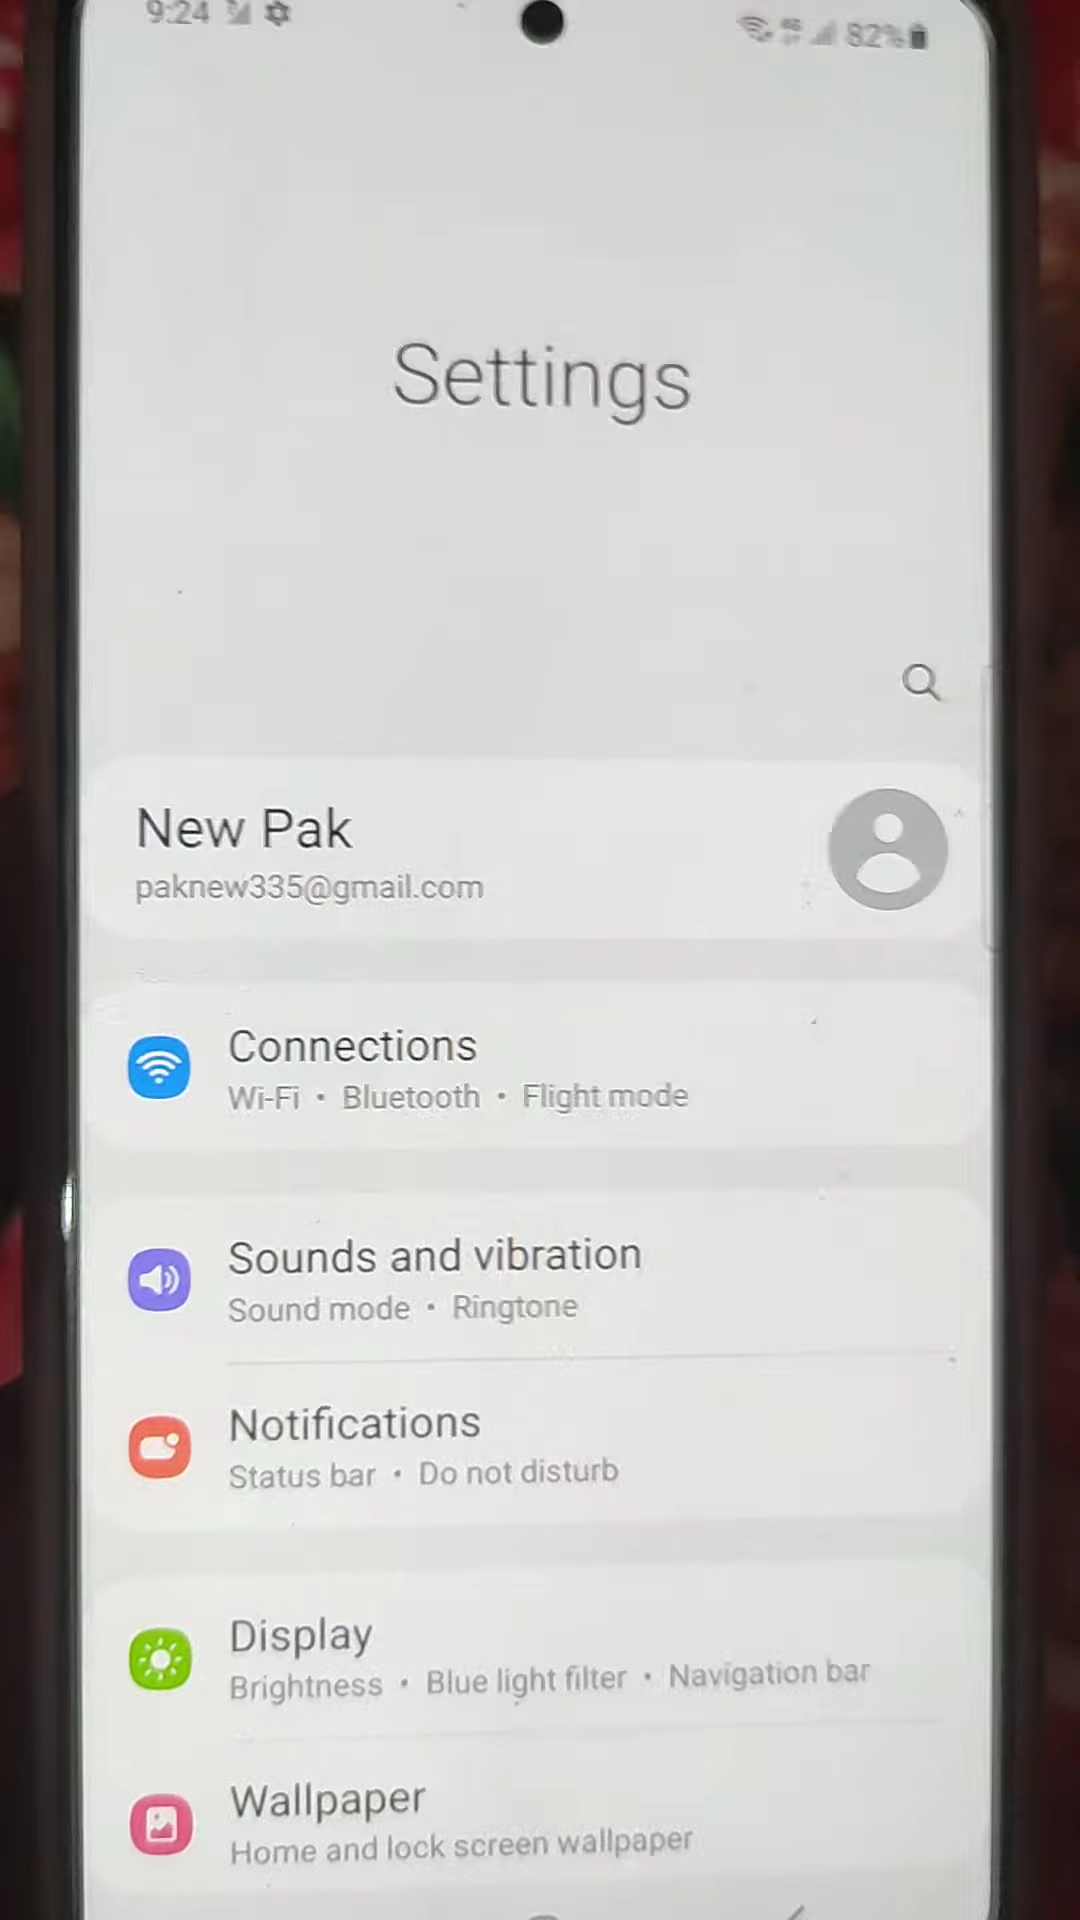 9:24
82%
Settings
New Pak
paknew335@gmail.com
Connections
Wi-Fi • Bluetooth • Flight mode
Sounds and vibration
Sound mode • Ringtone
Notifications
Status bar • Do not disturb
Display
Brightness • Blue light filter • Navigation bar
Wallpaper
Home and lock screen wallpaper